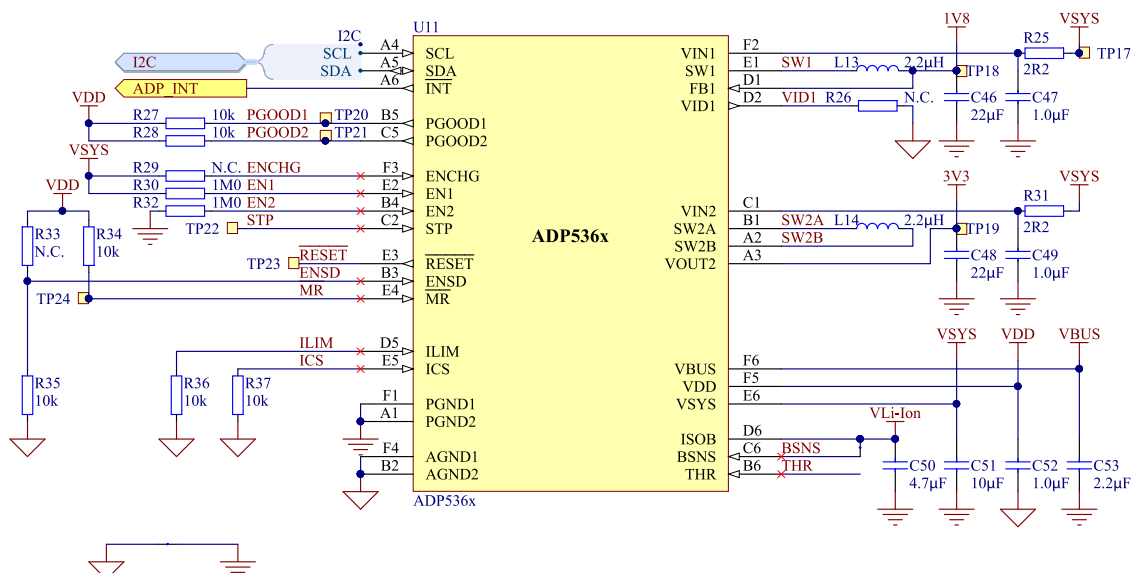 U11
I2C
SCL
SDA
I2C
ADP_INT
A4
A5
A6
SCL
SDA
INT
VDD
R27 10k PGOOD1 TP20 B5 PGOOD1
R28 10k PGOOD2 TP21 C5 PGOOD2
VSYS
R29 N.C. ENCHG F3 ENCHG
R30 1M0 EN1 E2 EN1
R32 1M0 EN2 B4 EN2
TP22 STP C2 STP
VDD
R33
N.C.
R34
10k
TP23 RESET E3 RESET
ENSD B3 ENSD
TP24 MR E4 MR
ILIM D5 ILIM
ICS E5 ICS
R35
10k
R36
10k
R37
10k
F1 PGND1
A1 PGND2
F4 AGND1
B2 AGND2
ADP536x
ADP536x
1V8
VSYS
VIN1 F2 R25 TP17
2R2
SW1 E1 SW1 L13 2.2µH TP18
FB1 D1
VID1 D2 VID1 R26 N.C.
C46
22µF
C47
1.0µF
3V3
VSYS
VIN2 C1 R31
2R2
SW2A B1 SW2A L14 2.2µH TP19
SW2B A2 SW2B
VOUT2 A3
C48
22µF
C49
1.0µF
VSYS
VDD
VBUS
VBUS F6
VDD F5
VSYS E6
VLi-Ion
ISOB D6
BSNS C6 BSNS
THR B6 THR
C50
4.7µF
C51
10µF
C52
1.0µF
C53
2.2µF